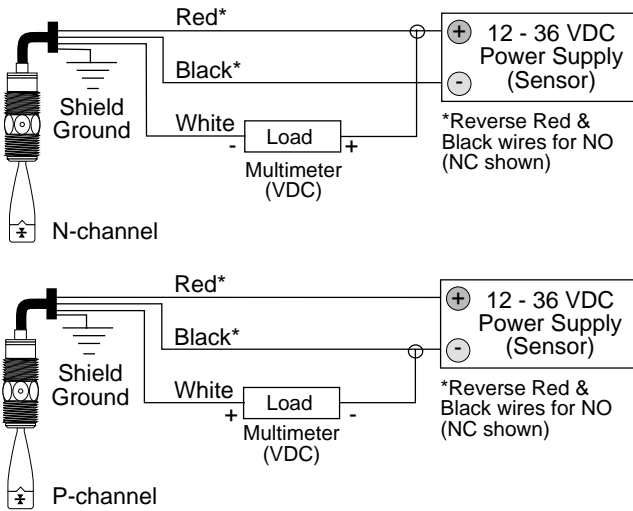 Red*
+ 12 - 36 VDC
Power Supply
Black*
- (Sensor)
Shield
Ground
White
- Load +
Multimeter
(VDC)
*Reverse Red &
Black wires for NO
(NC shown)
N-channel
Red*
+ 12 - 36 VDC
Power Supply
Black*
- (Sensor)
Shield
Ground
White
+ Load -
Multimeter
(VDC)
*Reverse Red &
Black wires for NO
(NC shown)
P-channel